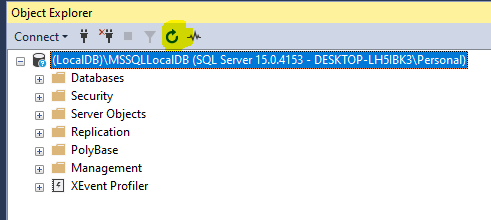 Object Explorer
Connect
(LocalDB)\MSSQLLocalDB (SQL Server 15.0.4153 - DESKTOP-LH5IBK3\Personal)
Databases
Security
Server Objects
Replication
PolyBase
Management
XEvent Profiler